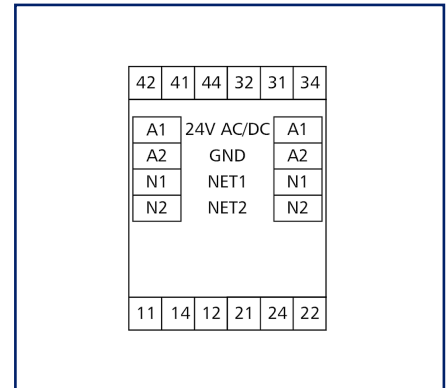 42 41 44 32 31 34
A1 24V AC/DC A1
A2 GND A2
N1 NET1 N1
N2 NET2 N2
11 14 12 21 24 22